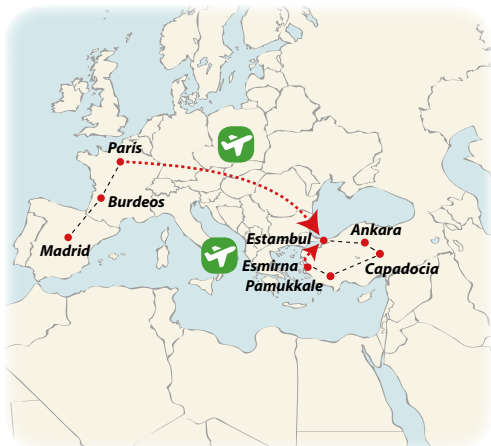 París
Burdeos
Madrid
Estambul
Ankara
Esmirna
Capadocia
Pamukkale